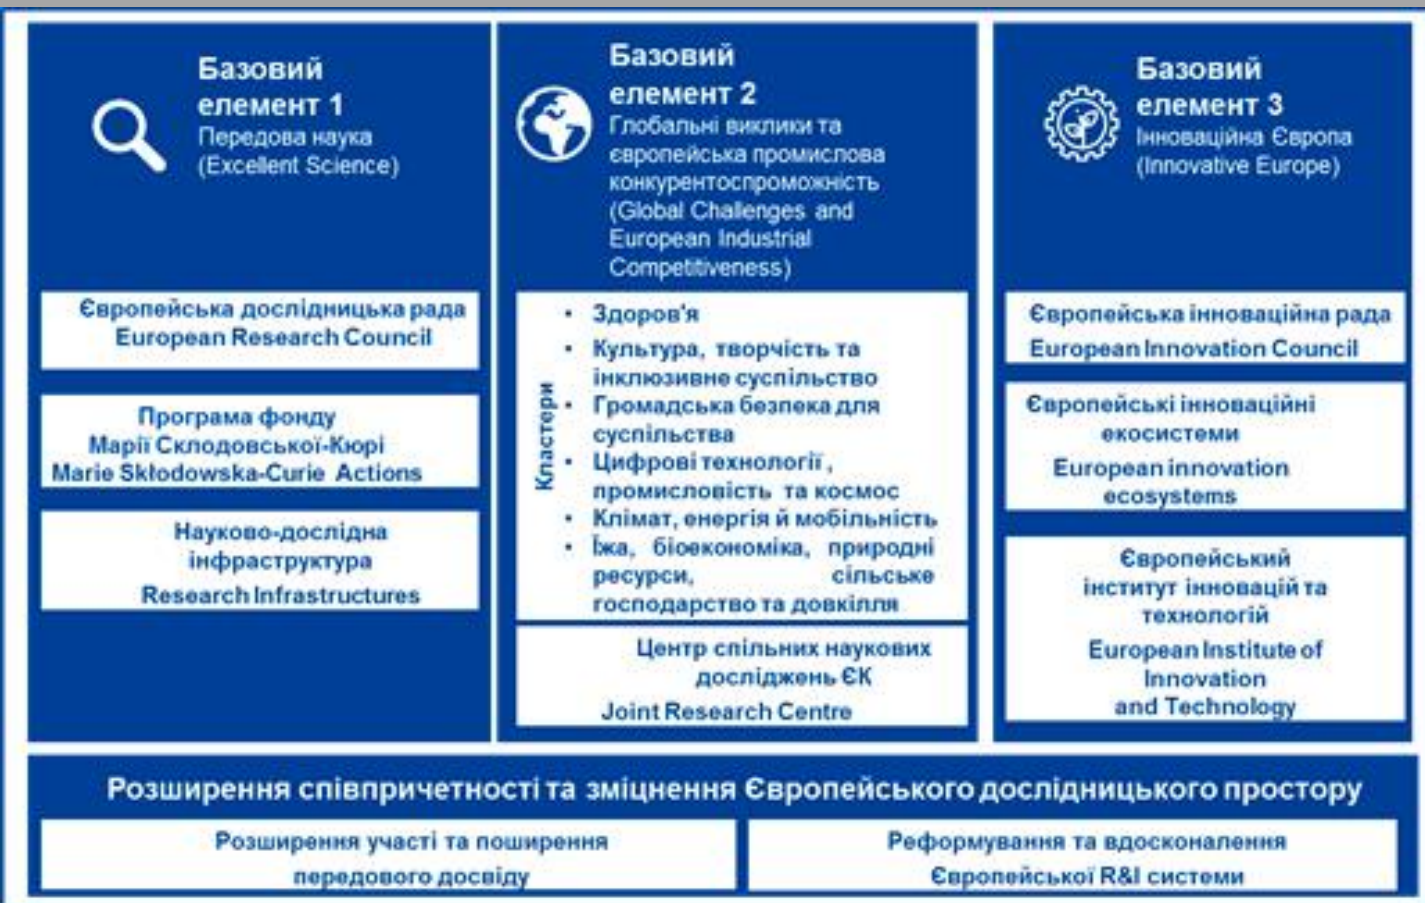 Базовий
елемент 1
Передова наука
(Excellent Science)
Європейська дослідницька рада
European Research Council
Програма фонду
Марії Склодовської-Кюрі
Marie Skłodowska-Curie Actions
Науково-дослідна
інфраструктура
Research Infrastructures
Базовий
елемент 2
Глобальні виклики та
європейська промислова
конкурентоспроможність
(Global Challenges and
European Industrial
Competitiveness)
Кластери
• Здоров'я
• Культура, творчість та
інклюзивне суспільство
• Громадська безпека для
суспільства
• Цифрові технології,
промисловість та космос
• Клімат, енергія й мобільність
• Їжа, біоекономіка, природні
ресурси, сільське
господарство та довкілля
Центр спільних наукових
досліджень ЄК
Joint Research Centre
Базовий
елемент 3
Інноваційна Європа
(Innovative Europe)
Європейська інноваційна рада
European Innovation Council
Європейські інноваційні
екосистеми
European innovation
ecosystems
Європейський
інститут інновацій та
технологій
European Institute of
Innovation
and Technology
Розширення співпричетності та зміцнення Європейського дослідницького простору
Розширення участі та поширення
передового досвіду
Реформування та вдосконалення
Європейської R&I системи